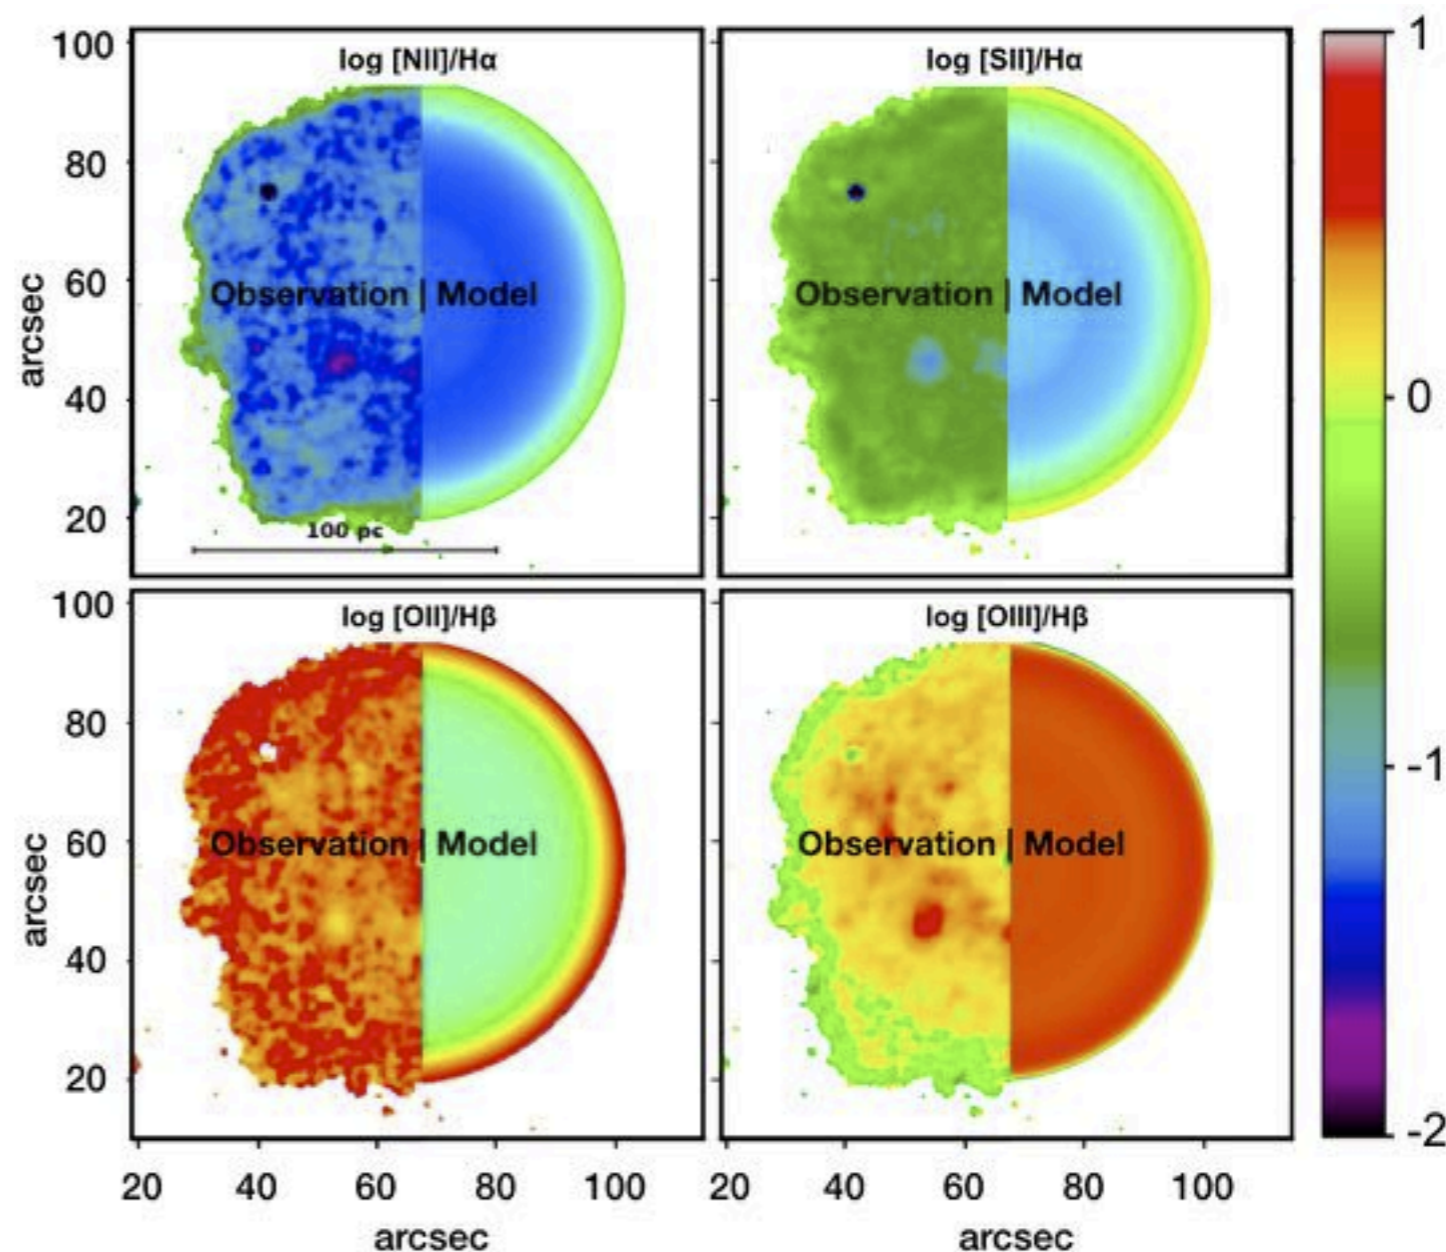 log [NII]/Hα
log [SII]/Hα
1
100
80
60
40
20
arcsec
Observation | Model
Observation | Model
100 pc
0
-1
-2
log [OII]/Hβ
log [OIII]/Hβ
100
80
60
40
20
arcsec
Observation | Model
Observation | Model
20 40 60 80 100
20 40 60 80 100
arcsec
arcsec